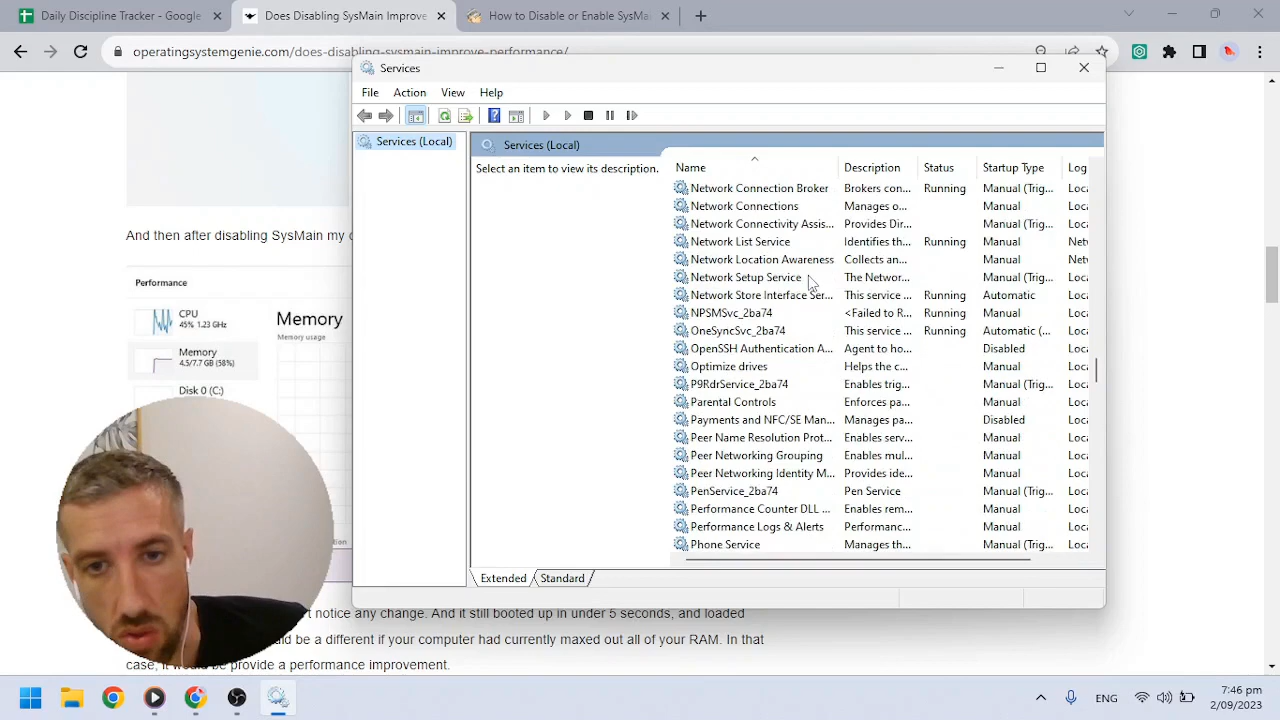 Daily Discipline Tracker - Google
Does Disabling SysMain Improve
How to Disable or Enable SysMa
operatingsystemgenie.com/does-disabling-sysmain-improve-performance/
And then after disabling SysMain my c
Performance
CPU
45% 1.23 GHz
Memory
4.5/7.7 GB (58%)
Disk 0 (C:)
Memory
Memory usage
Services
File Action View Help
Services (Local)
Services (Local)
Select an item to view its description.
Name Description Status Startup Type Log
Network Connection Broker Brokers con... Running Manual (Trig... Loca
Network Connections Manages o... Manual Loca
Network Connectivity Assis... Provides Dir... Manual (Trig... Loca
Network List Service Identifies th... Running Manual Net
Network Location Awareness Collects an... Manual Net
Network Setup Service The Networ... Manual (Trig... Loca
Network Store Interface Ser... This service ... Running Automatic Loca
NPSMSvc_2ba74 <Failed to R... Running Manual Loca
OneSyncSvc_2ba74 This service ... Running Automatic (... Loca
OpenSSH Authentication A... Agent to ho... Disabled Loca
Optimize drives Helps the c... Manual Loca
P9RdrService_2ba74 Enables trig... Manual (Trig... Loca
Parental Controls Enforces pa... Manual Loca
Payments and NFC/SE Man... Manages pa... Disabled Loca
Peer Name Resolution Prot... Enables serv... Manual Loca
Peer Networking Grouping Enables mul... Manual Loca
Peer Networking Identity M... Provides ide... Manual Loca
PenService_2ba74 Pen Service Manual (Trig... Loca
Performance Counter DLL ... Enables rem... Manual Loca
Performance Logs & Alerts Performanc... Manual Loca
Phone Service Manages th... Manual (Trig... Loca
Extended Standard
t notice any change. And it still booted up in under 5 seconds, and loaded
ld be a different if your computer had currently maxed out all of your RAM. In that
case, it would be provide a performance improvement.
ENG
7:46 pm
2/09/2023